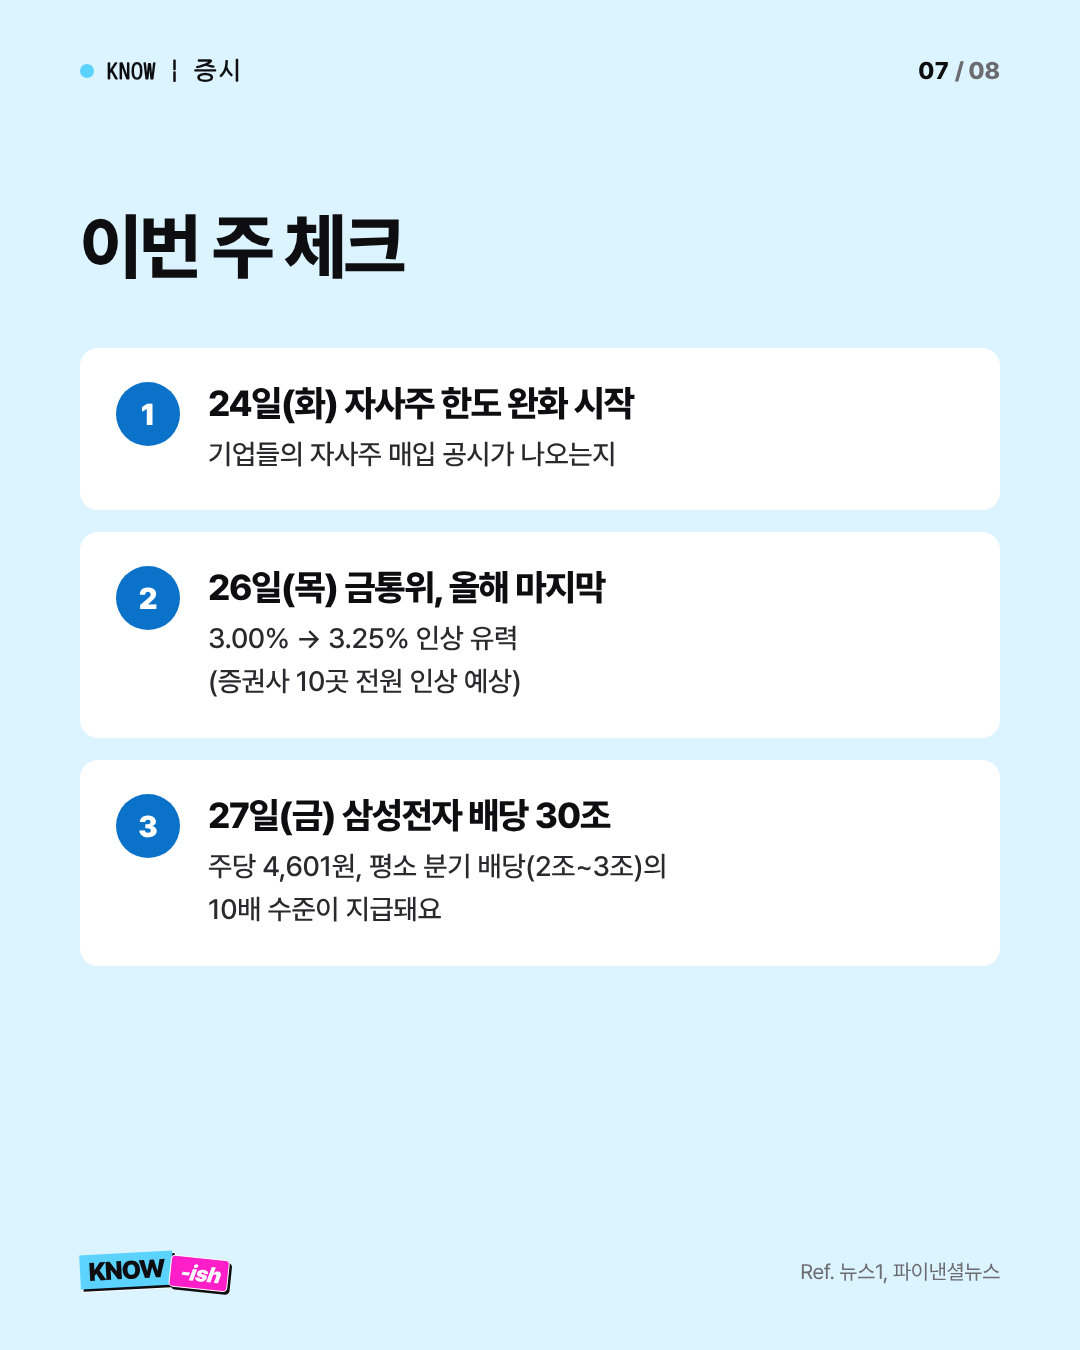 KNOW | 증시
07 / 08
이번 주 체크
1
24일(화) 자사주 한도 완화 시작
기업들의 자사주 매입 공시가 나오는지
2
26일(목) 금통위, 올해 마지막
3.00% → 3.25% 인상 유력
(증권사 10곳 전원 인상 예상)
3
27일(금) 삼성전자 배당 30조
주당 4,601원, 평소 분기 배당(2조~3조)의
10배 수준이 지급돼요
KNOW -ish
Ref. 뉴스1, 파이낸셜뉴스